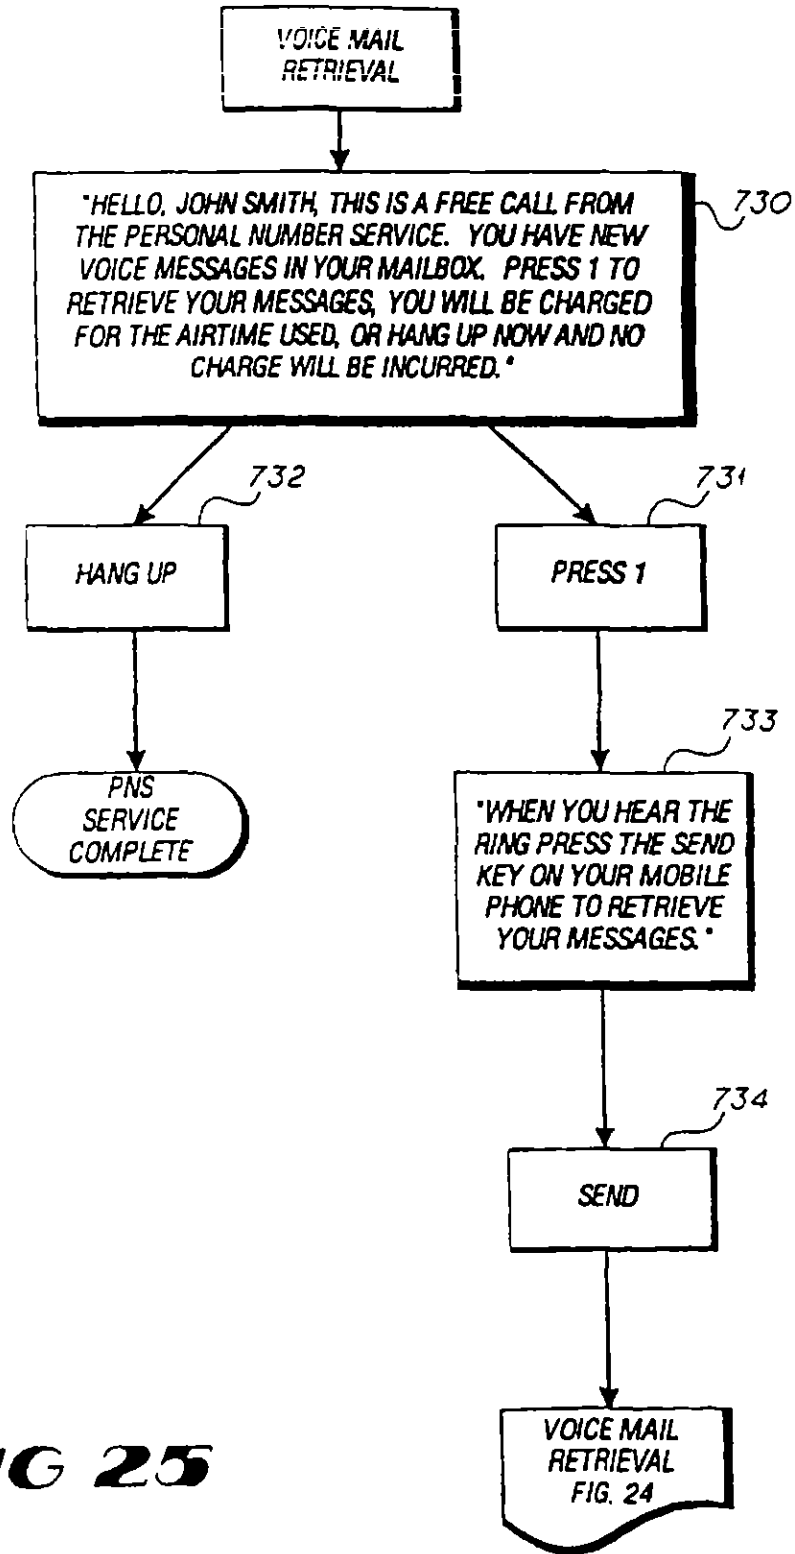 VOICE MAIL
RETRIEVAL
"HELLO, JOHN SMITH, THIS IS A FREE CALL FROM
THE PERSONAL NUMBER SERVICE. YOU HAVE NEW
VOICE MESSAGES IN YOUR MAILBOX. PRESS 1 TO
RETRIEVE YOUR MESSAGES, YOU WILL BE CHARGED
FOR THE AIRTIME USED, OR HANG UP NOW AND NO
CHARGE WILL BE INCURRED."
730
732
HANG UP
731
PRESS 1
PNS
SERVICE
COMPLETE
733
"WHEN YOU HEAR THE
RING PRESS THE SEND
KEY ON YOUR MOBILE
PHONE TO RETRIEVE
YOUR MESSAGES."
734
SEND
VOICE MAIL
RETRIEVAL
FIG. 24
IG 25